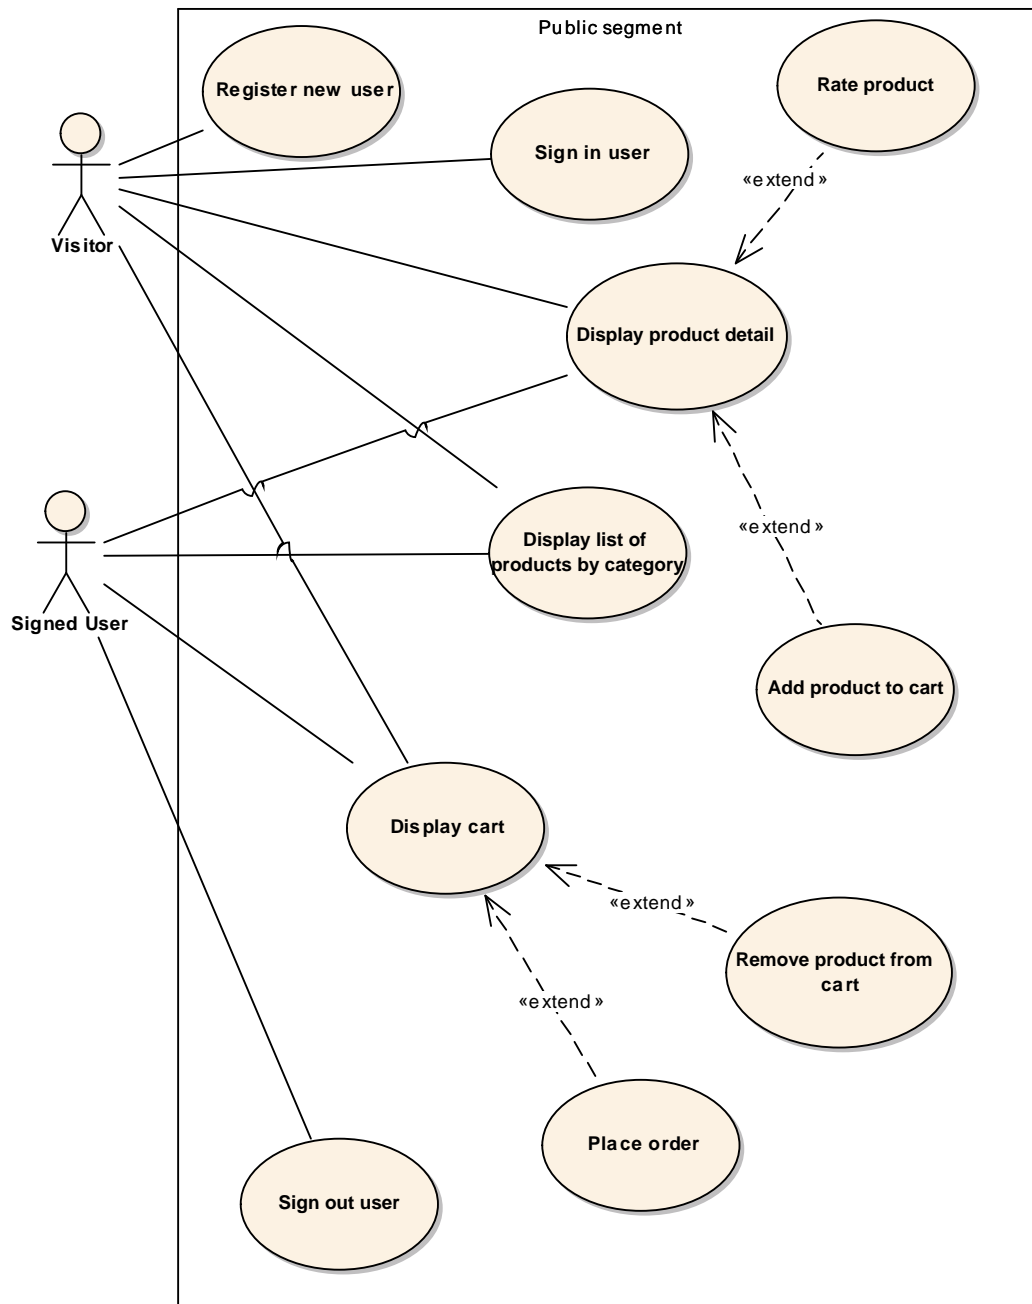 Public segment
Register new user
Rate product
Sign in user
«extend»
Visitor
Display product detail
Signed User
Display list of
products by category
«extend»
Add product to cart
Display cart
«extend»
Remove product from
cart
«extend»
Place order
Sign out user